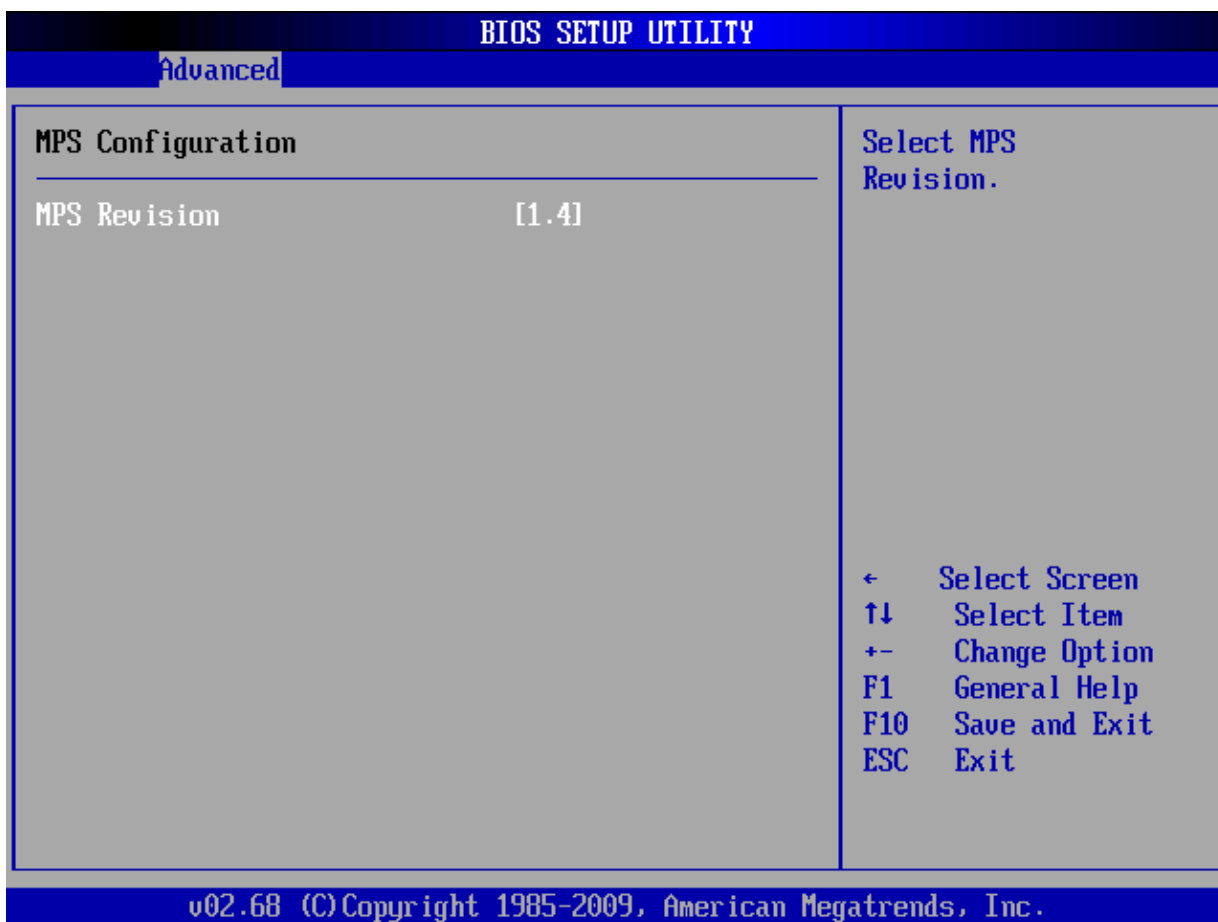 BIOS SETUP UTILITY
Advanced
MPS Configuration
MPS Revision [1.4]
Select MPS
Revision.
← Select Screen
↑↓ Select Item
+- Change Option
F1 General Help
F10 Save and Exit
ESC Exit
v02.68 (C)Copyright 1985-2009, American Megatrends, Inc.